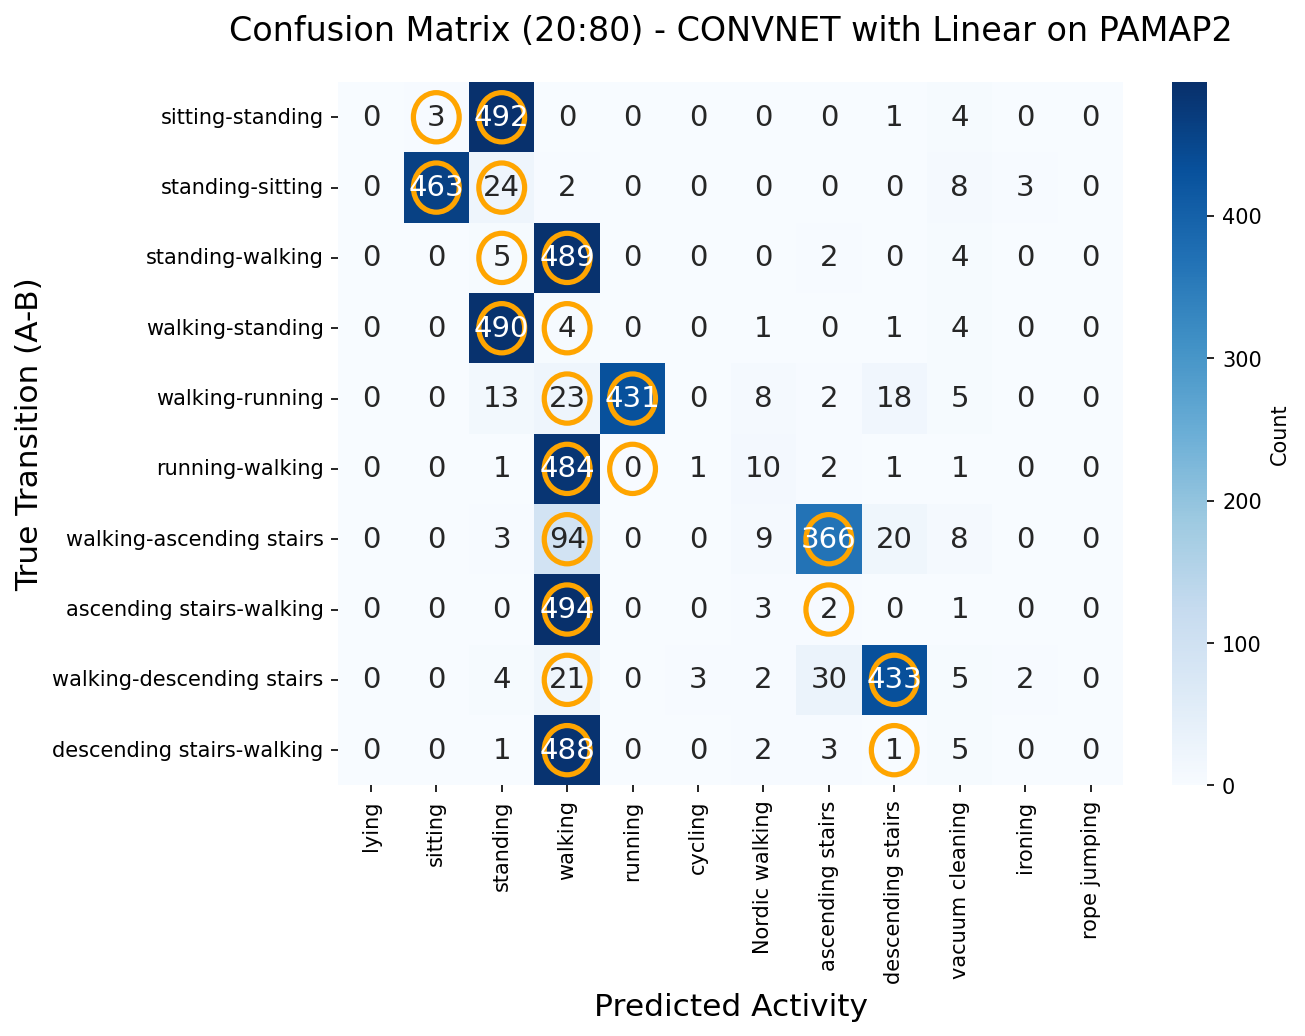 Confusion Matrix (20:80) - CONVNET with Linear on PAMAP2
True Transition (A-B)
sitting-standing 0 3 492 0 0 0 0 0 1 4 0 0
standing-sitting 0 463 24 2 0 0 0 0 0 8 3 0
standing-walking 0 0 5 489 0 0 0 2 0 4 0 0
walking-standing 0 0 490 4 0 0 1 0 1 4 0 0
walking-running 0 0 13 23 431 0 8 2 18 5 0 0
running-walking 0 0 1 484 0 1 10 2 1 1 0 0
walking-ascending stairs 0 0 3 94 0 0 9 366 20 8 0 0
ascending stairs-walking 0 0 0 494 0 0 3 2 0 1 0 0
walking-descending stairs 0 0 4 21 0 3 2 30 433 5 2 0
descending stairs-walking 0 0 1 488 0 0 2 3 1 5 0 0
lying
sitting
standing
walking
running
cycling
Nordic walking
ascending stairs
descending stairs
vacuum cleaning
ironing
rope jumping
Predicted Activity
400
300
200
100
0
Count